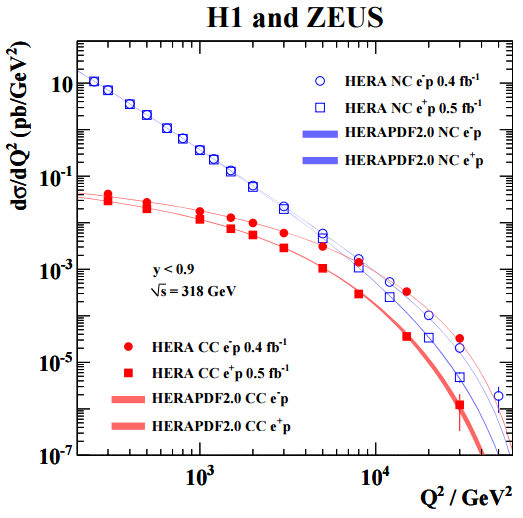 H1 and ZEUS
dσ/dQ² (pb/GeV²)
10
10⁻¹
10⁻³
10⁻⁵
10⁻⁷
HERA NC e⁻p 0.4 fb⁻¹
HERA NC e⁺p 0.5 fb⁻¹
HERAPDF2.0 NC e⁻p
HERAPDF2.0 NC e⁺p
y < 0.9
√s = 318 GeV
HERA CC e⁻p 0.4 fb⁻¹
HERA CC e⁺p 0.5 fb⁻¹
HERAPDF2.0 CC e⁻p
HERAPDF2.0 CC e⁺p
10³
10⁴
Q² / GeV²